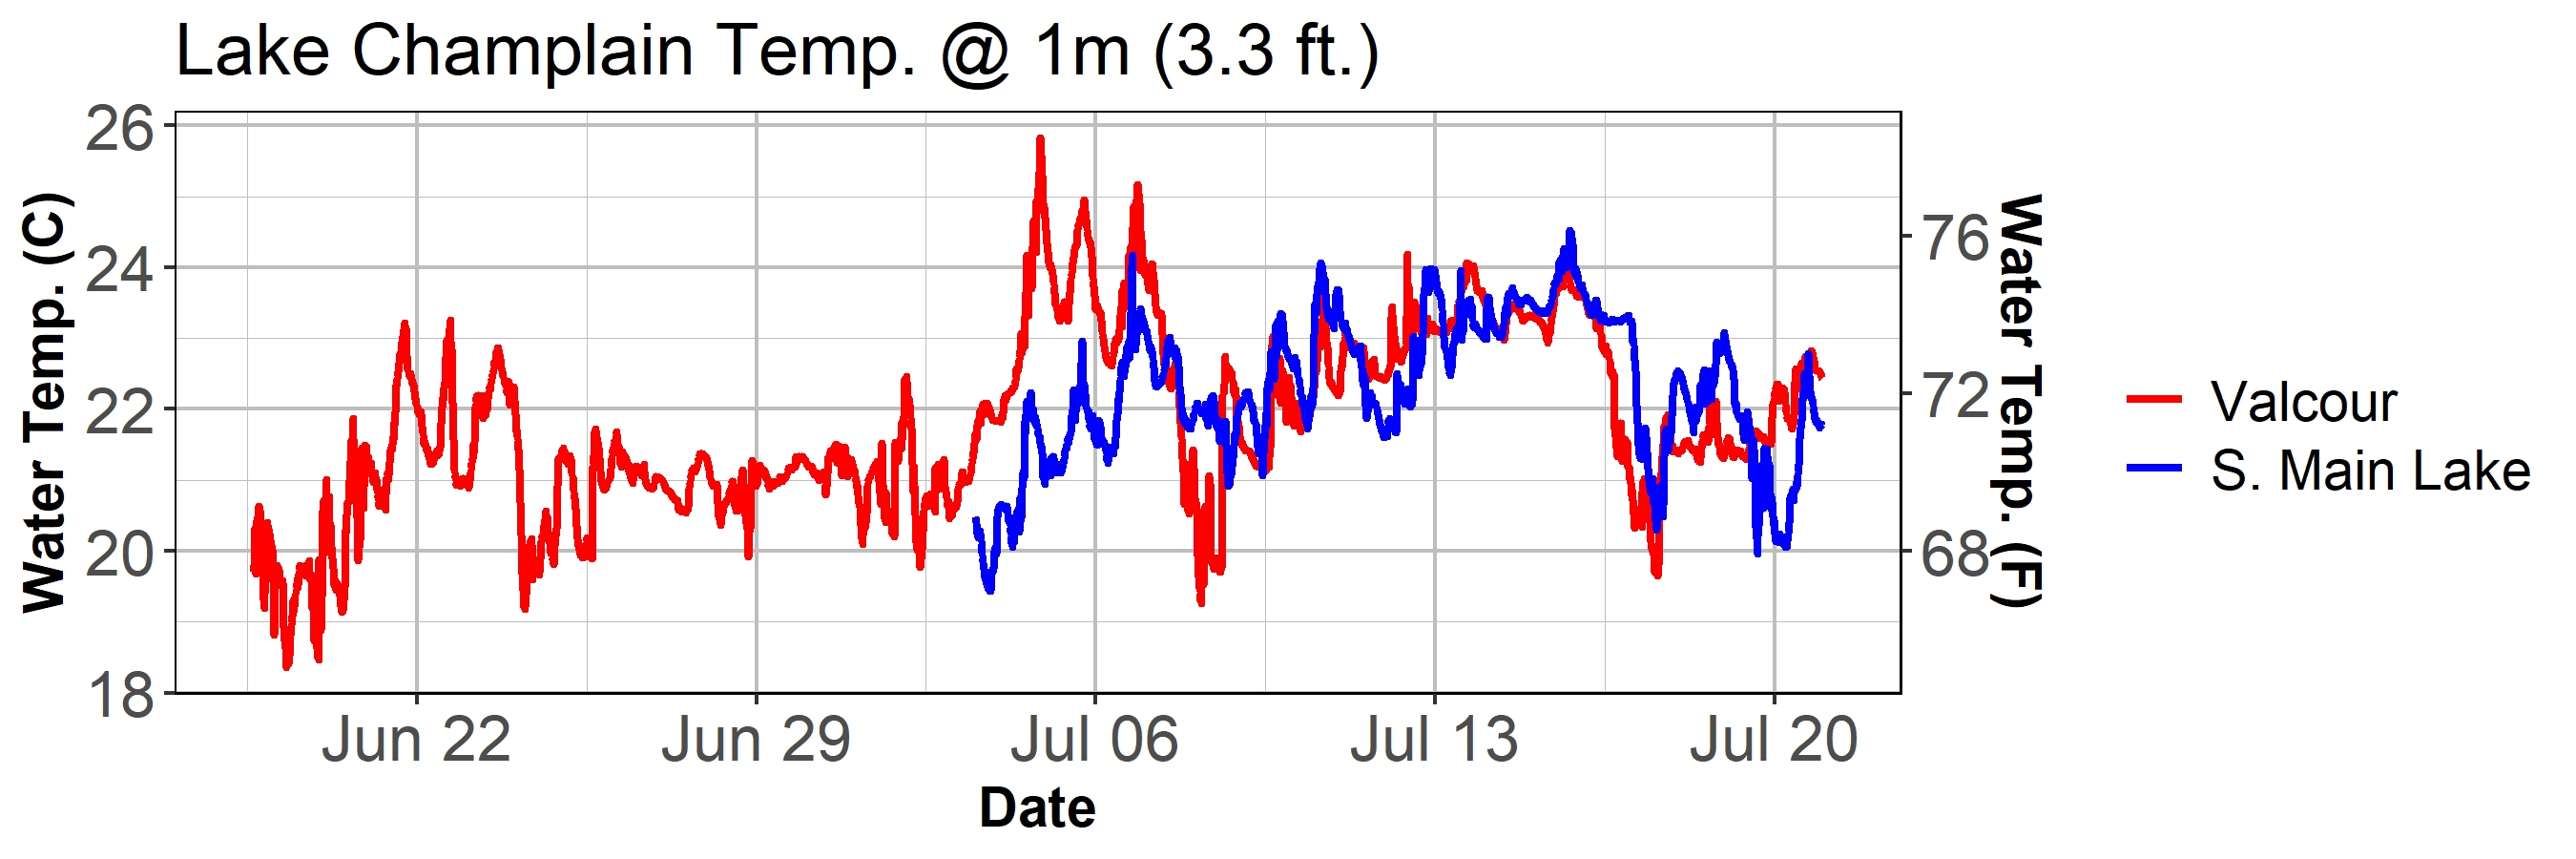 Lake Champlain Temp. @ 1m (3.3 ft.)
Water Temp. (C)
26
24
22
20
18
76
72
68
Water Temp. (F)
Jun 22
Jun 29
Jul 06
Jul 13
Jul 20
Date
Valcour
S. Main Lake